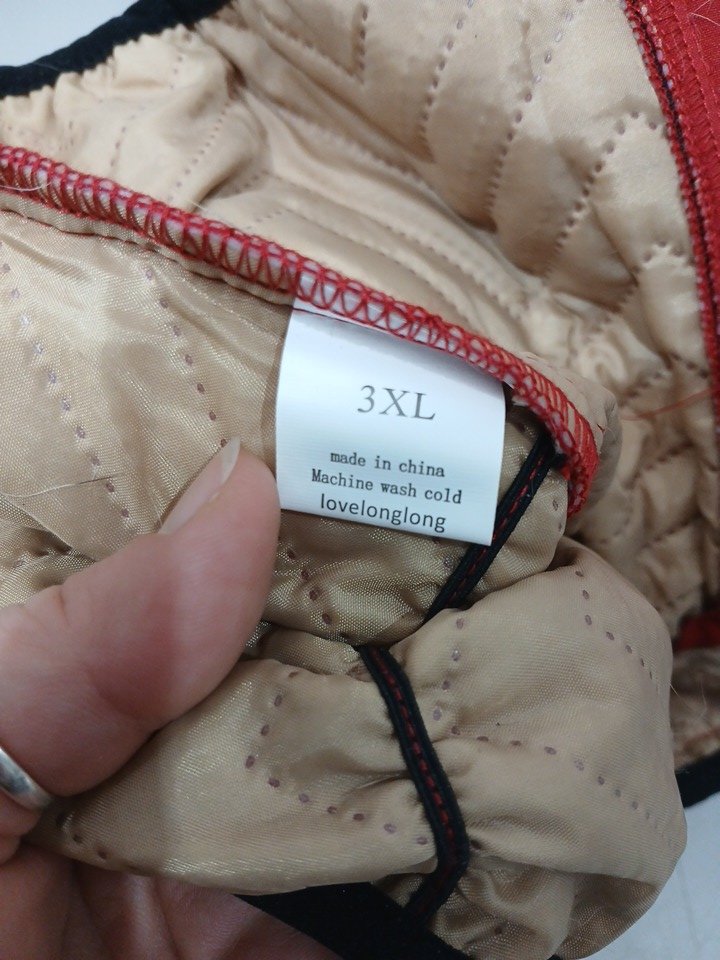 3XL
made in china
Machine wash cold
lovelonglong